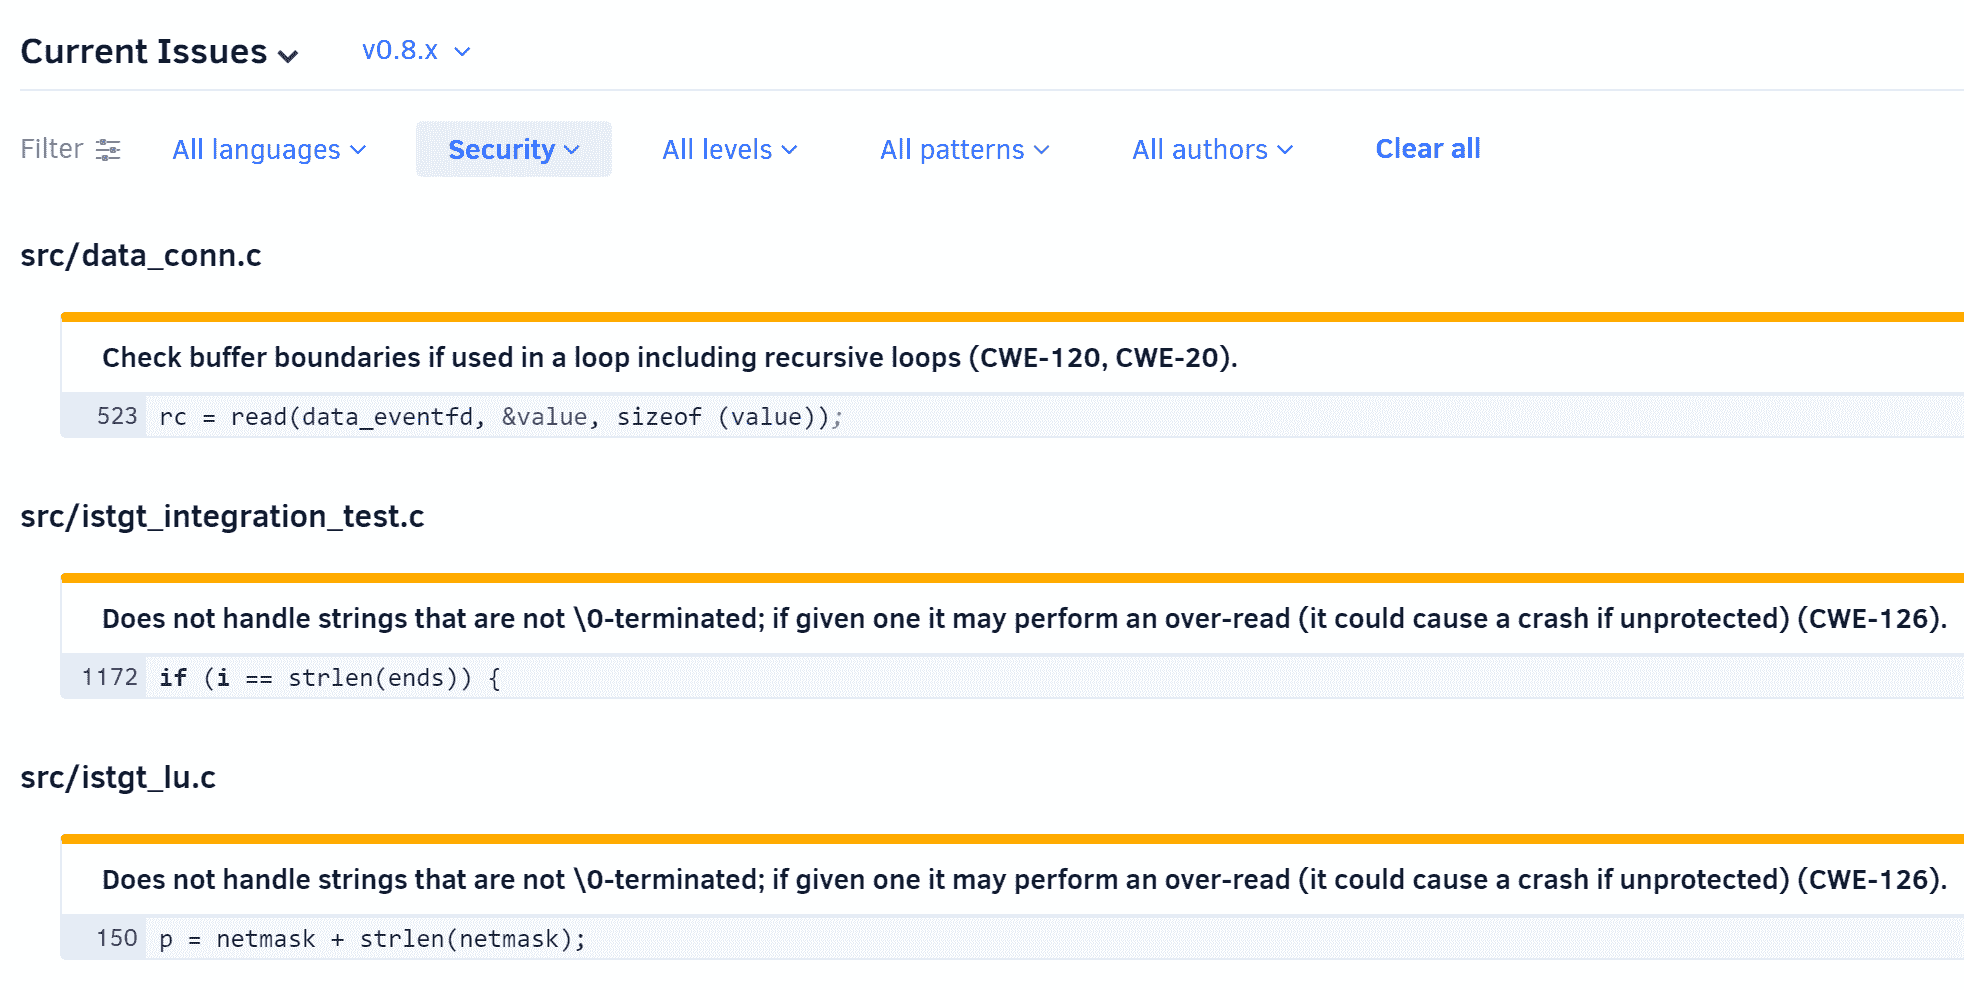 Current Issues v0.8.x
Filter All languages Security All levels All patterns All authors Clear all
src/data_conn.c
Check buffer boundaries if used in a loop including recursive loops (CWE-120, CWE-20).
523 rc = read(data_eventfd, &value, sizeof (value));
src/istgt_integration_test.c
Does not handle strings that are not \0-terminated; if given one it may perform an over-read (it could cause a crash if unprotected) (CWE-126).
1172 if (i == strlen(ends)) {
src/istgt_lu.c
Does not handle strings that are not \0-terminated; if given one it may perform an over-read (it could cause a crash if unprotected) (CWE-126).
150 p = netmask + strlen(netmask);